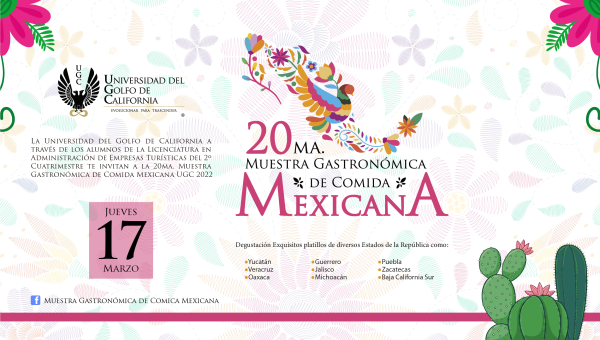 UGC
UNIVERSIDAD DEL
GOLFO DE
CALIFORNIA
EVOLUCIONAR PARA TRASCENDER
LA UNIVERSIDAD DEL GOLFO DE CALIFORNIA A
TRAVÉS DE LOS ALUMNOS DE LA LICENCIATURA EN
ADMINISTRACIÓN DE EMPRESAS TURÍSTICAS DEL 2º
CUATRIMESTRE TE INVITAN A LA 20MA. MUESTRA
GASTRONÓMICA DE COMIDA MEXICANA UGC 2022
JUEVES
17
MARZO
MUESTRA GASTRONÓMICA DE COMICA MEXICANA
20MA.
MUESTRA GASTRONÓMICA
DE COMIDA
MEXICANA
Degustación Exquisitos platillos de diversos Estados de la República como:
Yucatán
Veracruz
Oaxaca
Guerrero
Jalisco
Michoacán
Puebla
Zacatecas
Baja California Sur